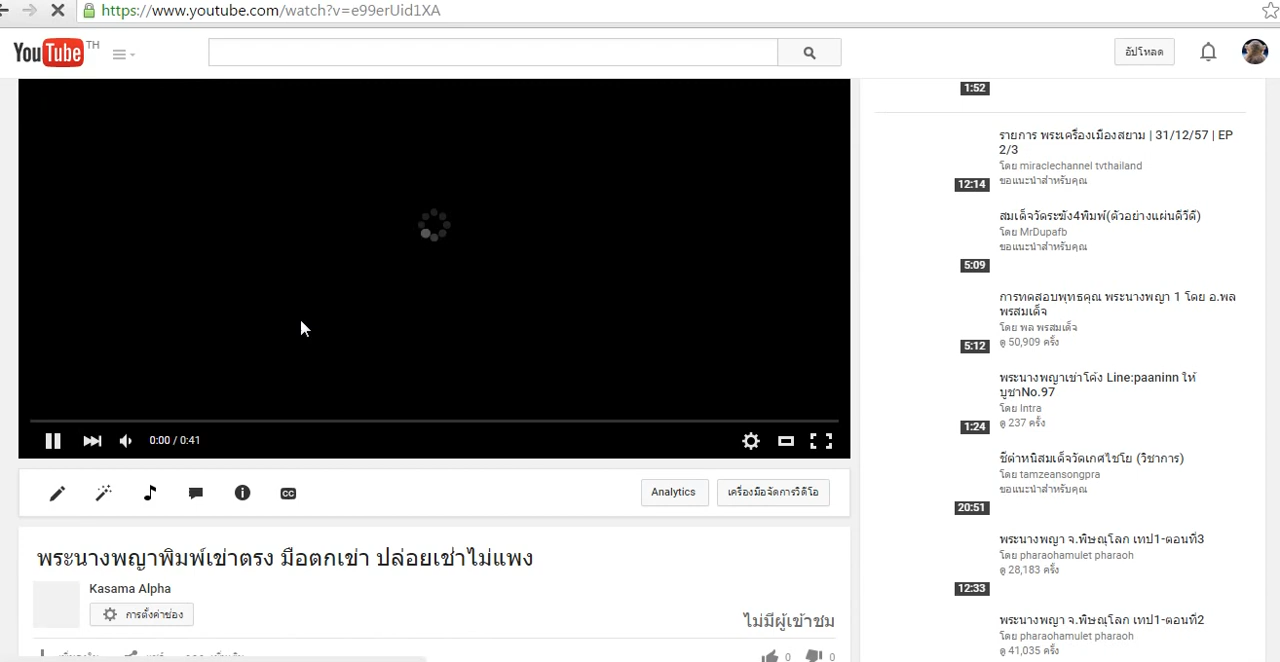 https://www.youtube.com/watch?v=e99erUid1XA
YouTube TH
อัปโหลด
1:52
รายการ พระเครื่องเมืองสยาม | 31/12/57 | EP
2/3
โดย miraclechannel tvthailand
ขอแนะนำสำหรับคุณ
12:14
สมเด็จวัดระฆัง4พิมพ์(ตัวอย่างแผ่นดีวีดี)
โดย MrDupafb
ขอแนะนำสำหรับคุณ
5:09
การทดสอบพุทธคุณ พระนางพญา 1 โดย อ.พล
พรสมเด็จ
โดย พล พรสมเด็จ
ดู 50,909 ครั้ง
5:12
พระนางพญาเข่าโค้ง Line:paaninn ให้
บูชาNo.97
โดย Intra
ดู 237 ครั้ง
1:24
ชี้ตำหนิสมเด็จวัดเกศไชโย (วิชาการ)
โดย tamzeansongpra
ขอแนะนำสำหรับคุณ
20:51
พระนางพญา จ.พิษณุโลก เทป1-ตอนที่3
โดย pharaohamulet pharaoh
ดู 28,183 ครั้ง
12:33
พระนางพญา จ.พิษณุโลก เทป1-ตอนที่2
โดย pharaohamulet pharaoh
ดู 41,035 ครั้ง
0:00 / 0:41
CC
Analytics
เครื่องมือจัดการวิดีโอ
พระนางพญาพิมพ์เข่าตรง มือตกเข่า ปล่อยเช่าไม่แพง
Kasama Alpha
การตั้งค่าช่อง
ไม่มีผู้เข้าชม
0
0